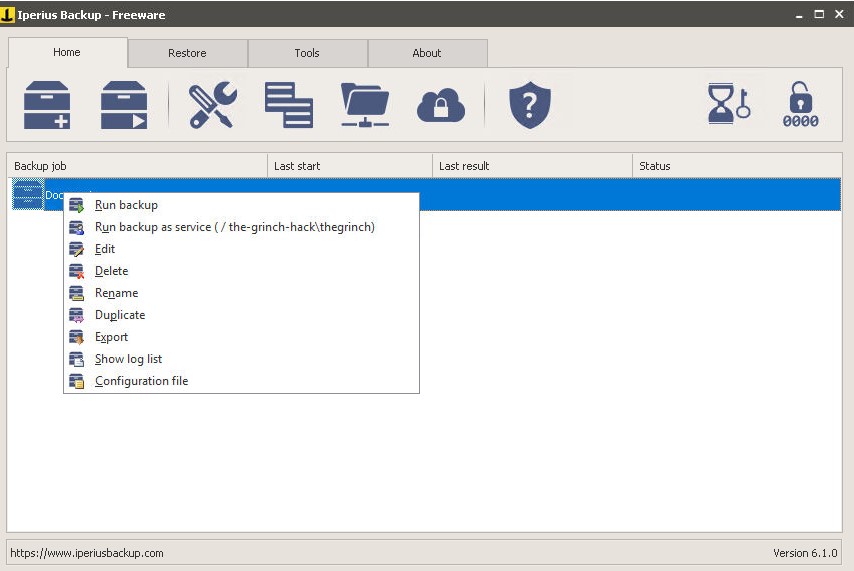 Iperius Backup - Freeware
Home Restore Tools About
0000
Backup job Last start Last result Status
Run backup
Run backup as service ( / the-grinch-hack\thegrinch)
Edit
Delete
Rename
Duplicate
Export
Show log list
Configuration file
https://www.iperiusbackup.com Version 6.1.0